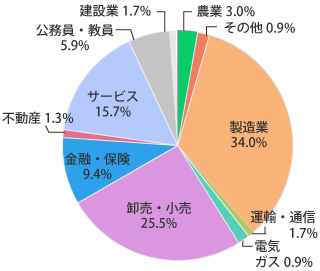 建設業 1.7%
農業 3.0%
その他 0.9%
公務員・教員
5.9%
サービス
15.7%
製造業
34.0%
不動産 1.3%
金融・保険
9.4%
卸売・小売
25.5%
運輸・通信
1.7%
電気
ガス 0.9%